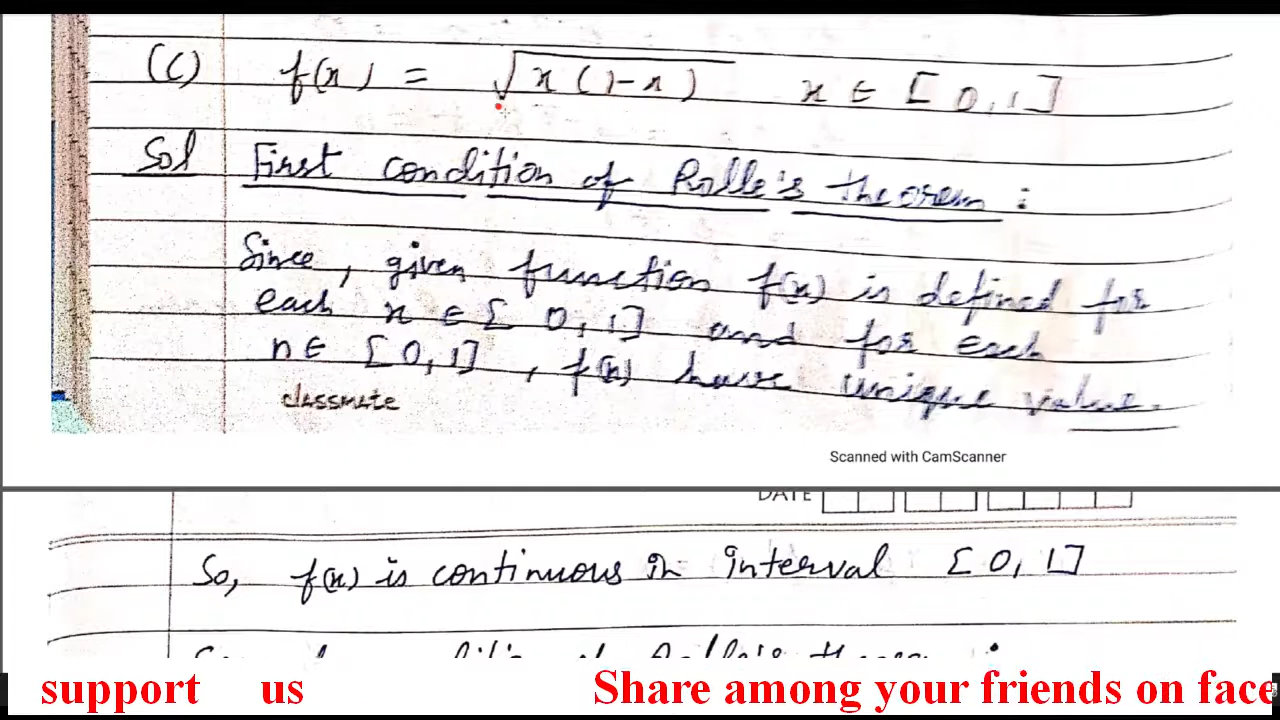 (C) f(x) = √x(1-x) x ∈ [0,1]
Sol First condition of Rolle's theorem :
Since, given function f(x) is defined for
each x ∈ [0,1] and for each
x ∈ [0,1], f(x) have unique value.
classmate
Scanned with CamScanner
DATE
So, f(x) is continuous in interval [0,1]
support us Share among your friends on face